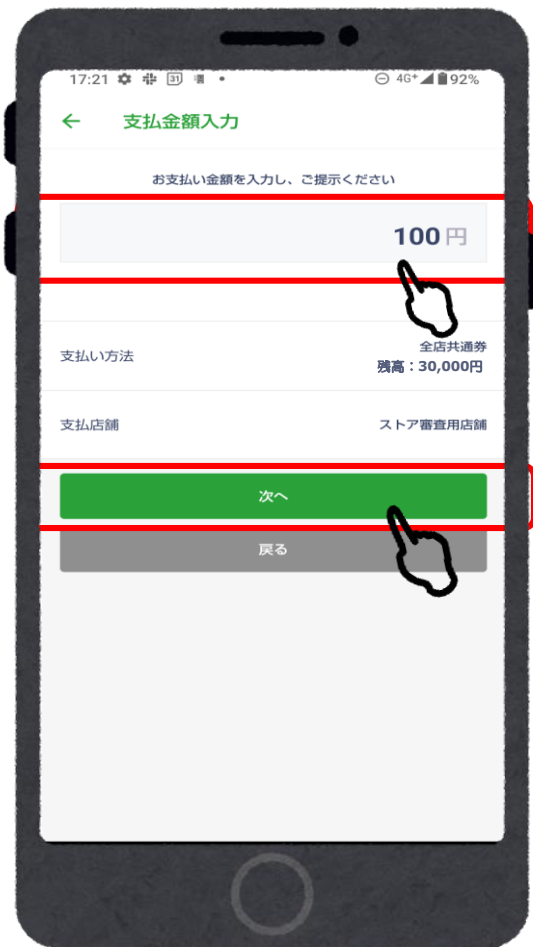 17:21 31 4G+ 92%
← 支払金額入力
お支払い金額を入力し、ご提示ください
100 円
支払い方法 全店共通券
残高：30,000円
支払店舗 ストア審査用店舗
次へ
戻る